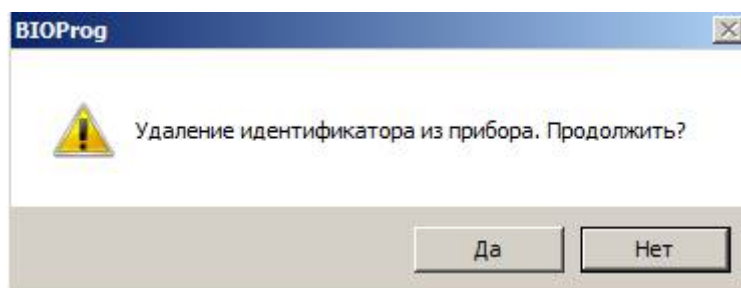 BIOProg
Удаление идентификатора из прибора. Продолжить?
Да Нет